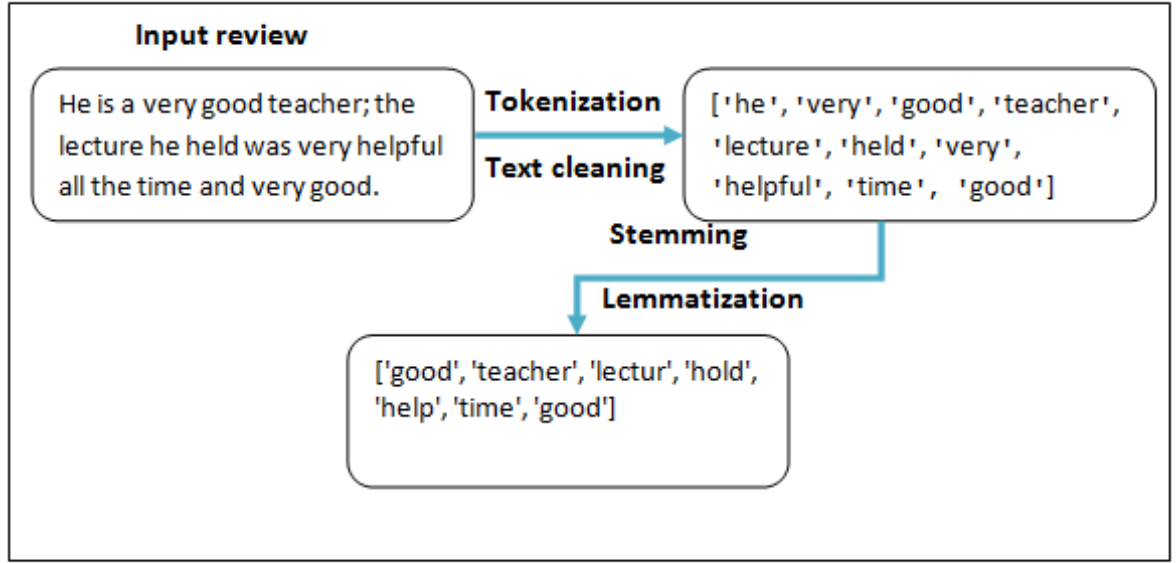 Input review
He is a very good teacher; the
lecture he held was very helpful
all the time and very good.
Tokenization
Text cleaning
['he', 'very', 'good', 'teacher',
'lecture', 'held', 'very',
'helpful', 'time', 'good']
Stemming
Lemmatization
['good', 'teacher', 'lectur', 'hold',
'help', 'time', 'good']